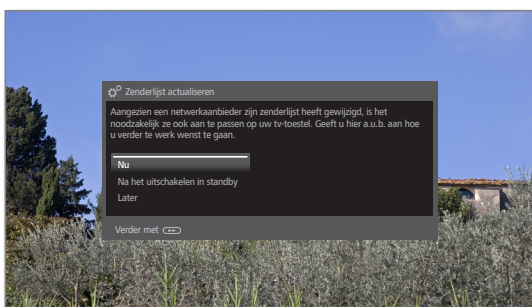 Zenderlijst actualiseren
Aangezien een netwerkaanbieder zijn zenderlijst heeft gewijzigd, is het
noodzakelijk ze ook aan te passen op uw tv-toestel. Geeft u hier a.u.b. aan hoe
u verder te werk wenst te gaan.
Nu
Na het uitschakelen in standby
Later
Verder met